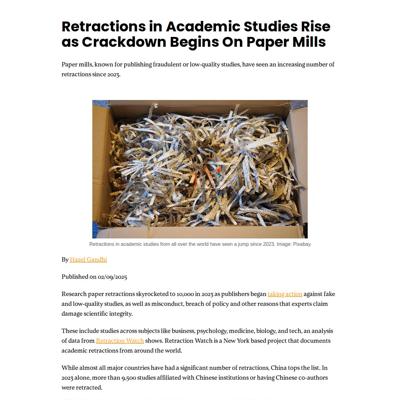 Retractions in Academic Studies Rise
as Crackdown Begins On Paper Mills
Paper mills, known for publishing fraudulent or low-quality studies, have seen an increasing number of
retractions since 2023.
Retractions in academic studies from all over the world have seen a jump since 2023. Image: Pixabay.
By Hansi Gandhi
Published on 02/09/2025
Research paper retractions skyrocketed to 10,000 in 2023 as publishers began taking action against fake
and low-quality studies, as well as misconduct, breach of policy and other reasons that experts claim
damage scientific integrity.
These include studies across subjects like business, psychology, medicine, biology, and tech, an analysis
of data from Retraction Watch shows. Retraction Watch is a New York based project that documents
academic retractions from around the world.
While almost all major countries have had a significant number of retractions, China tops the list. In
2023 alone, more than 9,500 studies affiliated with Chinese institutions or having Chinese co-authors
were retracted.